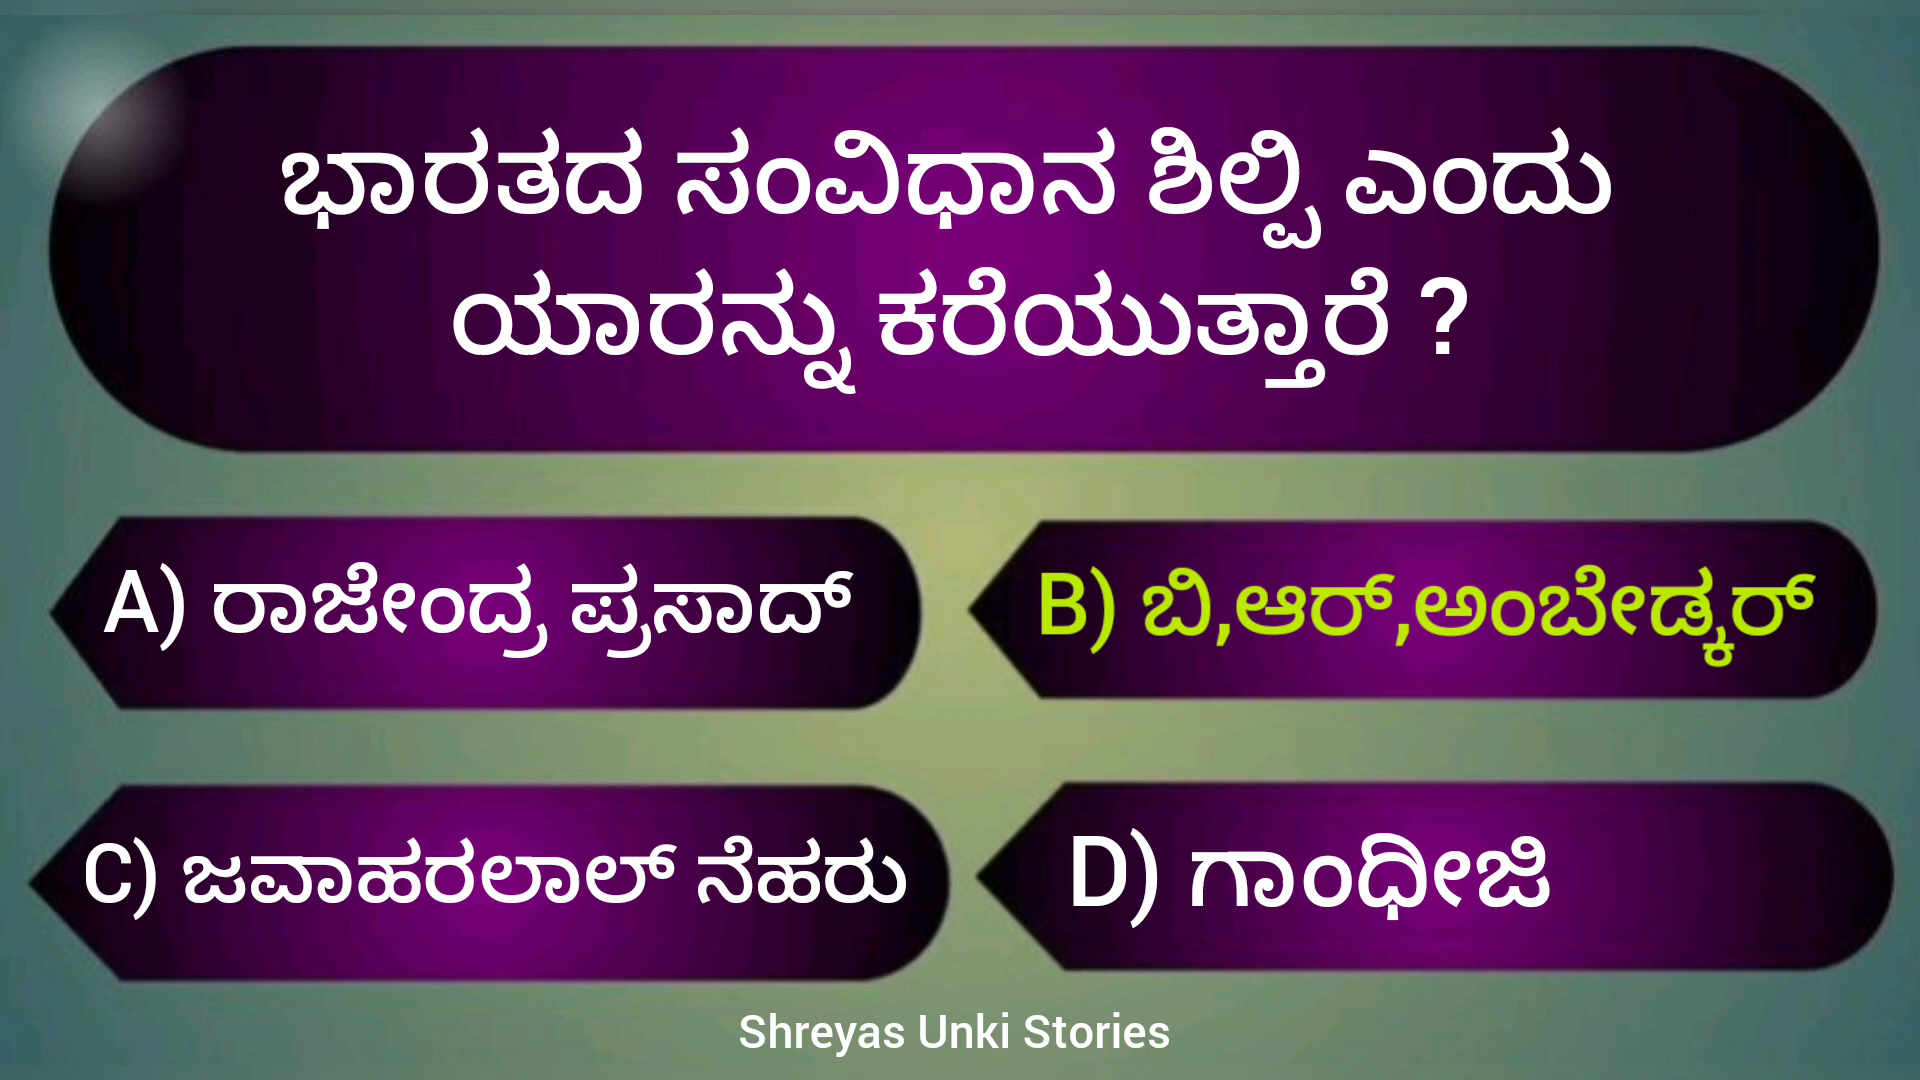 ಭಾರತದ ಸಂವಿಧಾನ ಶಿಲ್ಪಿ ಎಂದು
ಯಾರನ್ನು ಕರೆಯುತ್ತಾರೆ ?
A) ರಾಜೇಂದ್ರ ಪ್ರಸಾದ್
B) ಬಿ,ಆರ್,ಅಂಬೇಡ್ಕರ್
C) ಜವಾಹರಲಾಲ್ ನೆಹರು
D) ಗಾಂಧೀಜಿ
Shreyas Unki Stories